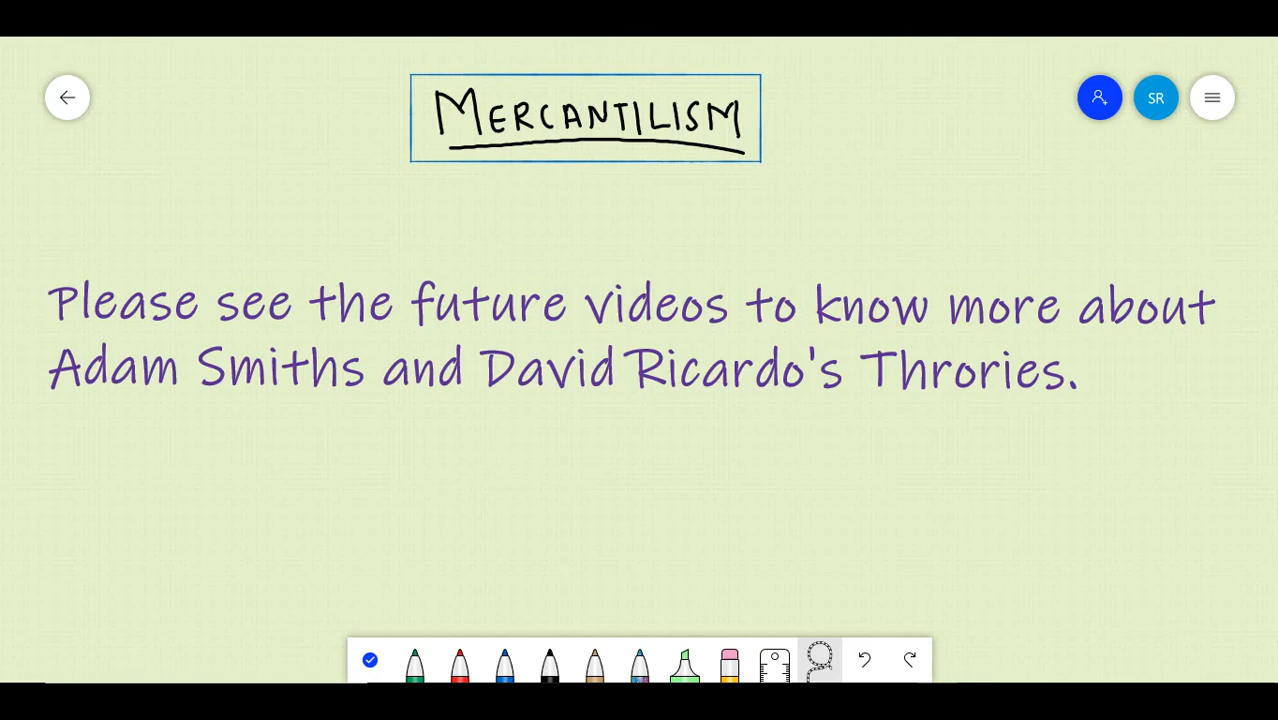 MERCANTILISM
SR
Please see the future videos to know more about
Adam Smiths and David Ricardo's Throries.